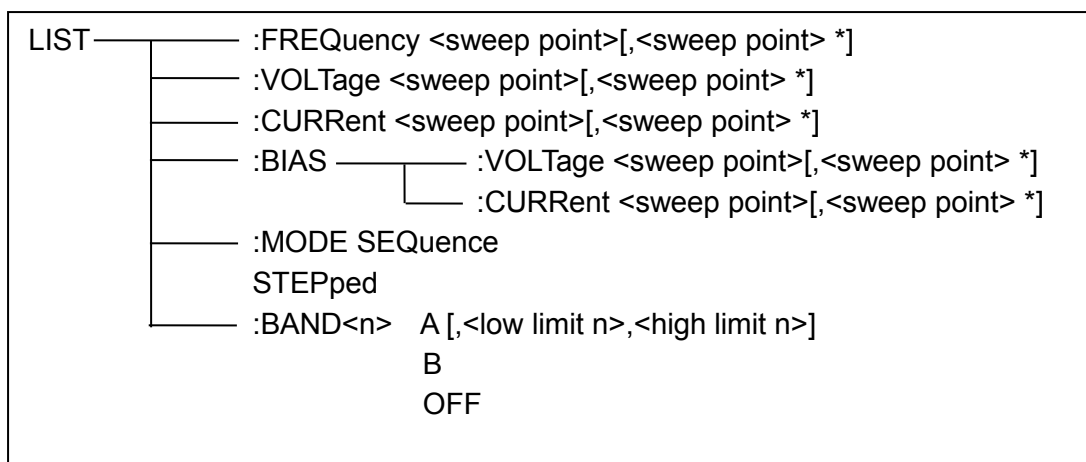 LIST :FREQuency <sweep point>[,<sweep point> *]
:VOLTage <sweep point>[,<sweep point> *]
:CURRent <sweep point>[,<sweep point> *]
:BIAS :VOLTage <sweep point>[,<sweep point> *]
:CURRent <sweep point>[,<sweep point> *]
:MODE SEQuence
STEPped
:BAND<n> A [,<low limit n>,<high limit n>]
B
OFF